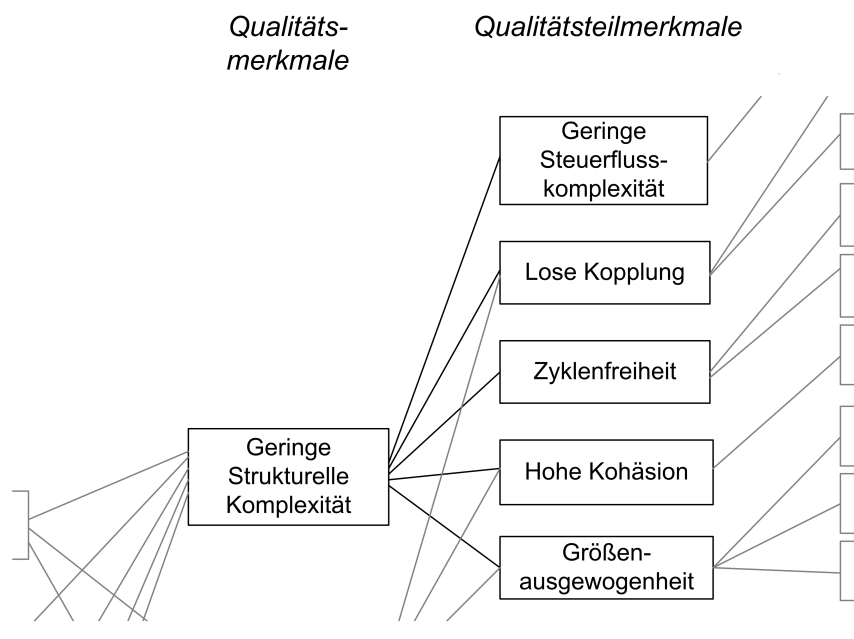 Qualitäts-
merkmale
Qualitätsteilmerkmale
Geringe
Steuerfluss-
komplexität
Lose Kopplung
Zyklenfreiheit
Geringe
Strukturelle
Komplexität
Hohe Kohäsion
Größen-
ausgewogenheit